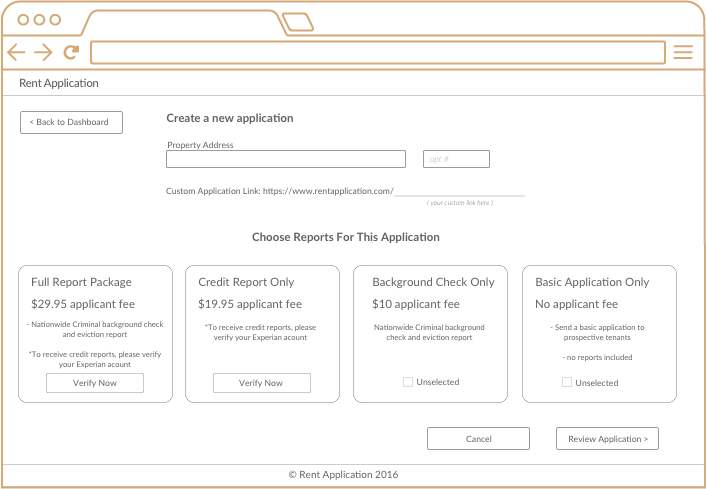 Rent Application
< Back to Dashboard
Create a new application
Property Address
apt #
Custom Application Link: https://www.rentapplication.com/
( your custom link here )
Choose Reports For This Application
Full Report Package
$29.95 applicant fee
- Nationwide Criminal background check
and eviction report
*To receive credit reports, please verify
your Experian acount
Verify Now
Credit Report Only
$19.95 applicant fee
*To receive credit reports, please
verify your Experian acount
Verify Now
Background Check Only
$10 applicant fee
Nationwide Criminal background
check and eviction report
Unselected
Basic Application Only
No applicant fee
- Send a basic application to
prospective tenants
- no reports included
Unselected
Cancel
Review Application >
© Rent Application 2016